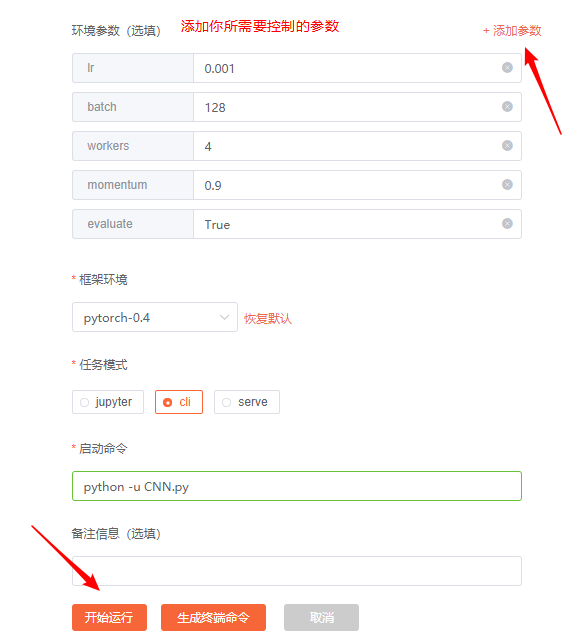 环境参数（选填） 添加你所需要控制的参数 + 添加参数
lr 0.001
batch 128
workers 4
momentum 0.9
evaluate True
* 框架环境
pytorch-0.4 恢复默认
* 任务模式
jupyter cli serve
* 启动命令
python -u CNN.py
备注信息（选填）
开始运行 生成终端命令 取消